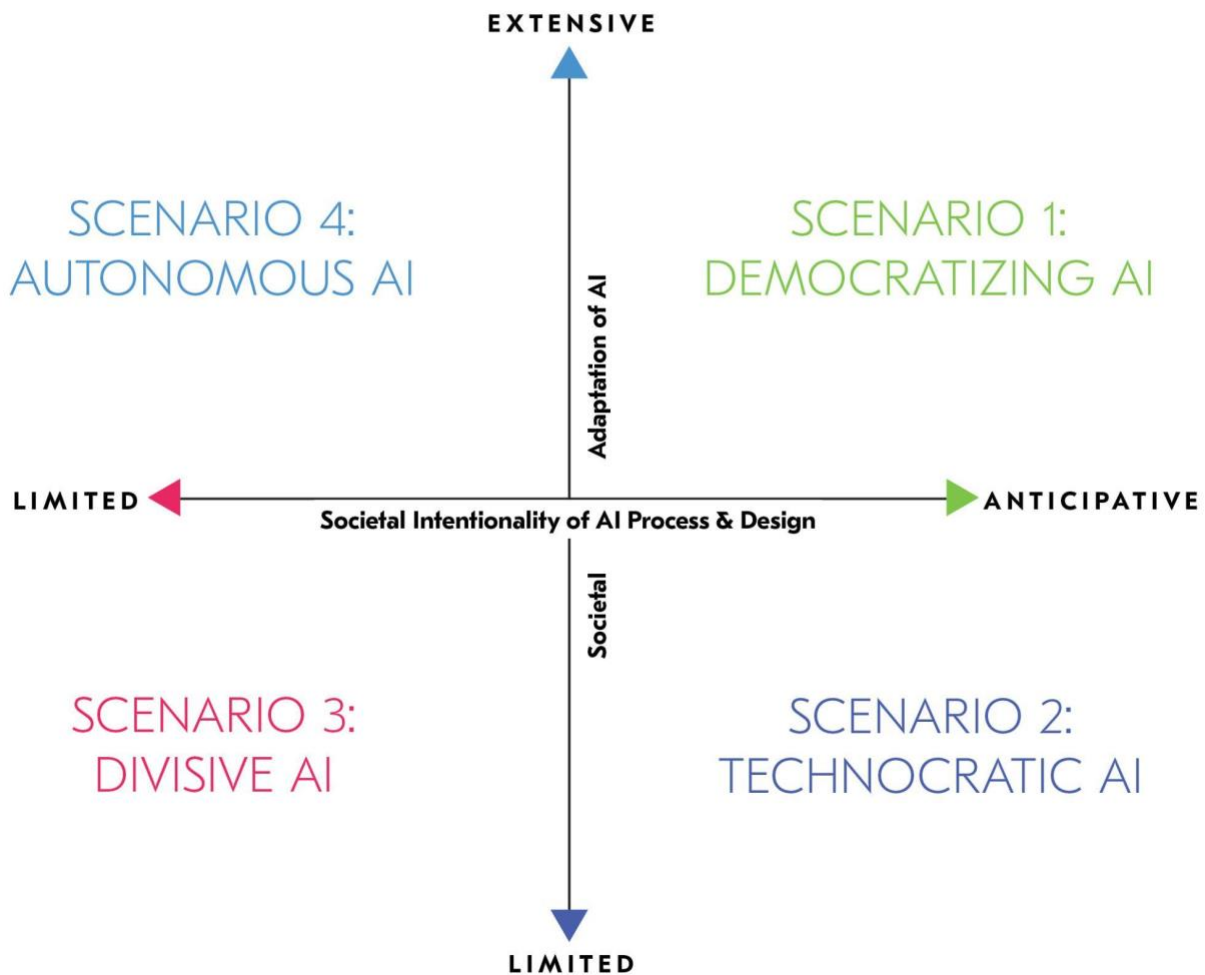 EXTENSIVE
SCENARIO 4:
AUTONOMOUS AI
SCENARIO 1:
DEMOCRATIZING AI
Adaptation of AI
LIMITED
ANTICIPATIVE
Societal Intentionality of AI Process & Design
Societal
SCENARIO 3:
DIVISIVE AI
SCENARIO 2:
TECHNOCRATIC AI
LIMITED